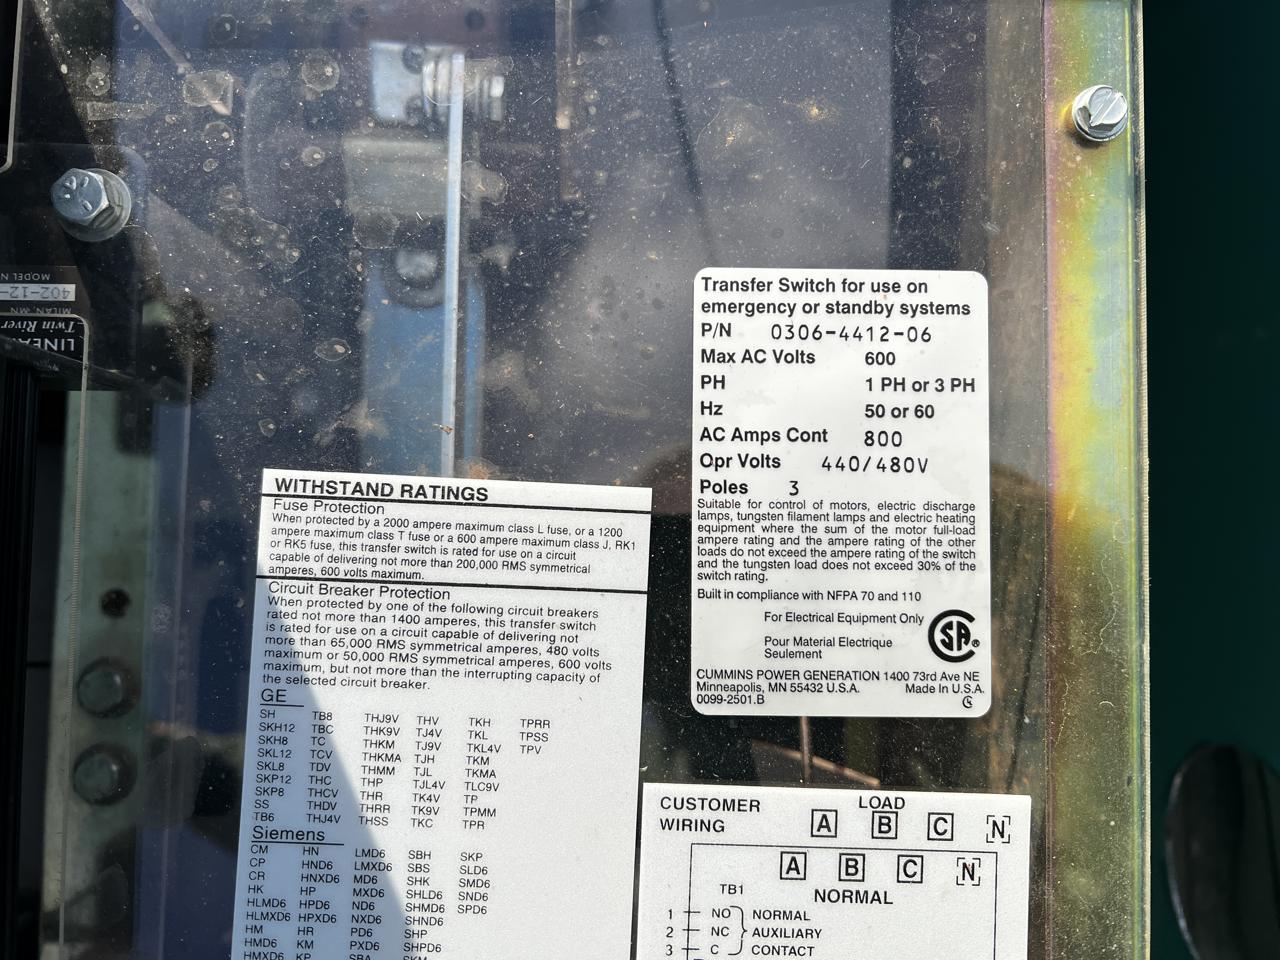 Transfer Switch for use on
emergency or standby systems
P/N 0306-4412-06
Max AC Volts 600
PH 1 PH or 3 PH
Hz 50 or 60
AC Amps Cont 800
Opr Volts 440/480V
Poles 3
Suitable for control of motors, electric discharge
lamps, tungsten filament lamps and electric heating
equipment where the sum of the motor full-load
ampere rating and the ampere rating of the other
loads do not exceed the ampere rating of the switch
and the tungsten load does not exceed 30% of the
switch rating.
Built in compliance with NFPA 70 and 110
For Electrical Equipment Only
Pour Material Electrique
Seulement
SA ®
CUMMINS POWER GENERATION 1400 73rd Ave NE
Minneapolis, MN 55432 U.S.A. Made In U.S.A.
0099-2501.B
MODEL N
402-12-
MILAN, MN
Twin River
LINEA
WITHSTAND RATINGS
Fuse Protection
When protected by a 2000 ampere maximum class L fuse, or a 1200
ampere maximum class T fuse or a 600 ampere maximum class J, RK1
or RK5 fuse, this transfer switch is rated for use on a circuit
capable of delivering not more than 200,000 RMS symmetrical
amperes, 600 volts maximum.
Circuit Breaker Protection
When protected by one of the following circuit breakers
rated not more than 1400 amperes, this transfer switch
is rated for use on a circuit capable of delivering not
more than 65,000 RMS symmetrical amperes, 480 volts
maximum or 50,000 RMS symmetrical amperes, 600 volts
maximum, but not more than the interrupting capacity of
the selected circuit breaker.
GE
SH TB8 THJ9V THV TKH TPRR
SKH12 TBC THK9V TJ4V TKL TPSS
SKH8 TC THKM TJ9V TKL4V TPV
SKL12 TCV THKMA TJH TKM
SKL8 TDV THMM TJL TKMA
SKP12 THC THP TJL4V TLC9V
SKP8 THCV THR TK4V TP
SS THDV THRR TK9V TPMM
TB6 THJ4V THSS TKC TPR
Siemens
CM HN LMD6 SBH SKP
CP HND6 LMXD6 SBS SLD6
CR HNXD6 MD6 SHK SMD6
HK HP MXD6 SHLD6 SND6
HLMD6 HPD6 ND6 SHMD6 SPD6
HLMXD6 HPXD6 NXD6 SHND6
HM HR PD6 SHP
HMD6 KM PXD6 SHPD6
HMXD6 KP SBA SKM
CUSTOMER
WIRING
LOAD
A B C N
A B C N
TB1 NORMAL
1 NO NORMAL
2 NC AUXILIARY
3 C CONTACT